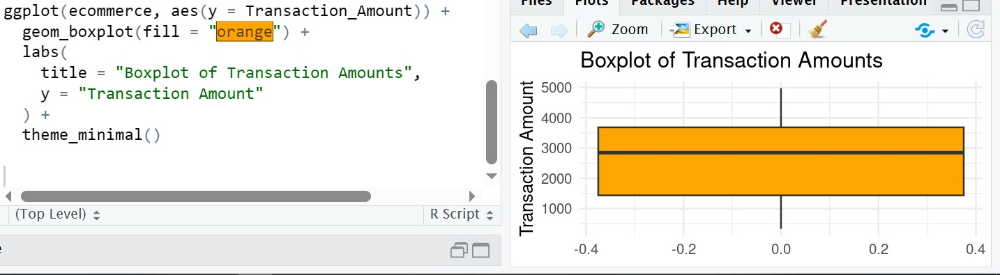 ggplot(ecommerce, aes(y = Transaction_Amount)) +
geom_boxplot(fill = "orange") +
labs(
title = "Boxplot of Transaction Amounts",
y = "Transaction Amount"
) +
theme_minimal()
(Top Level)
R Script
Files Plots Packages Help Viewer Presentation
Zoom Export
Boxplot of Transaction Amounts
Transaction Amount
5000
4000
3000
2000
1000
-0.4 -0.2 0.0 0.2 0.4